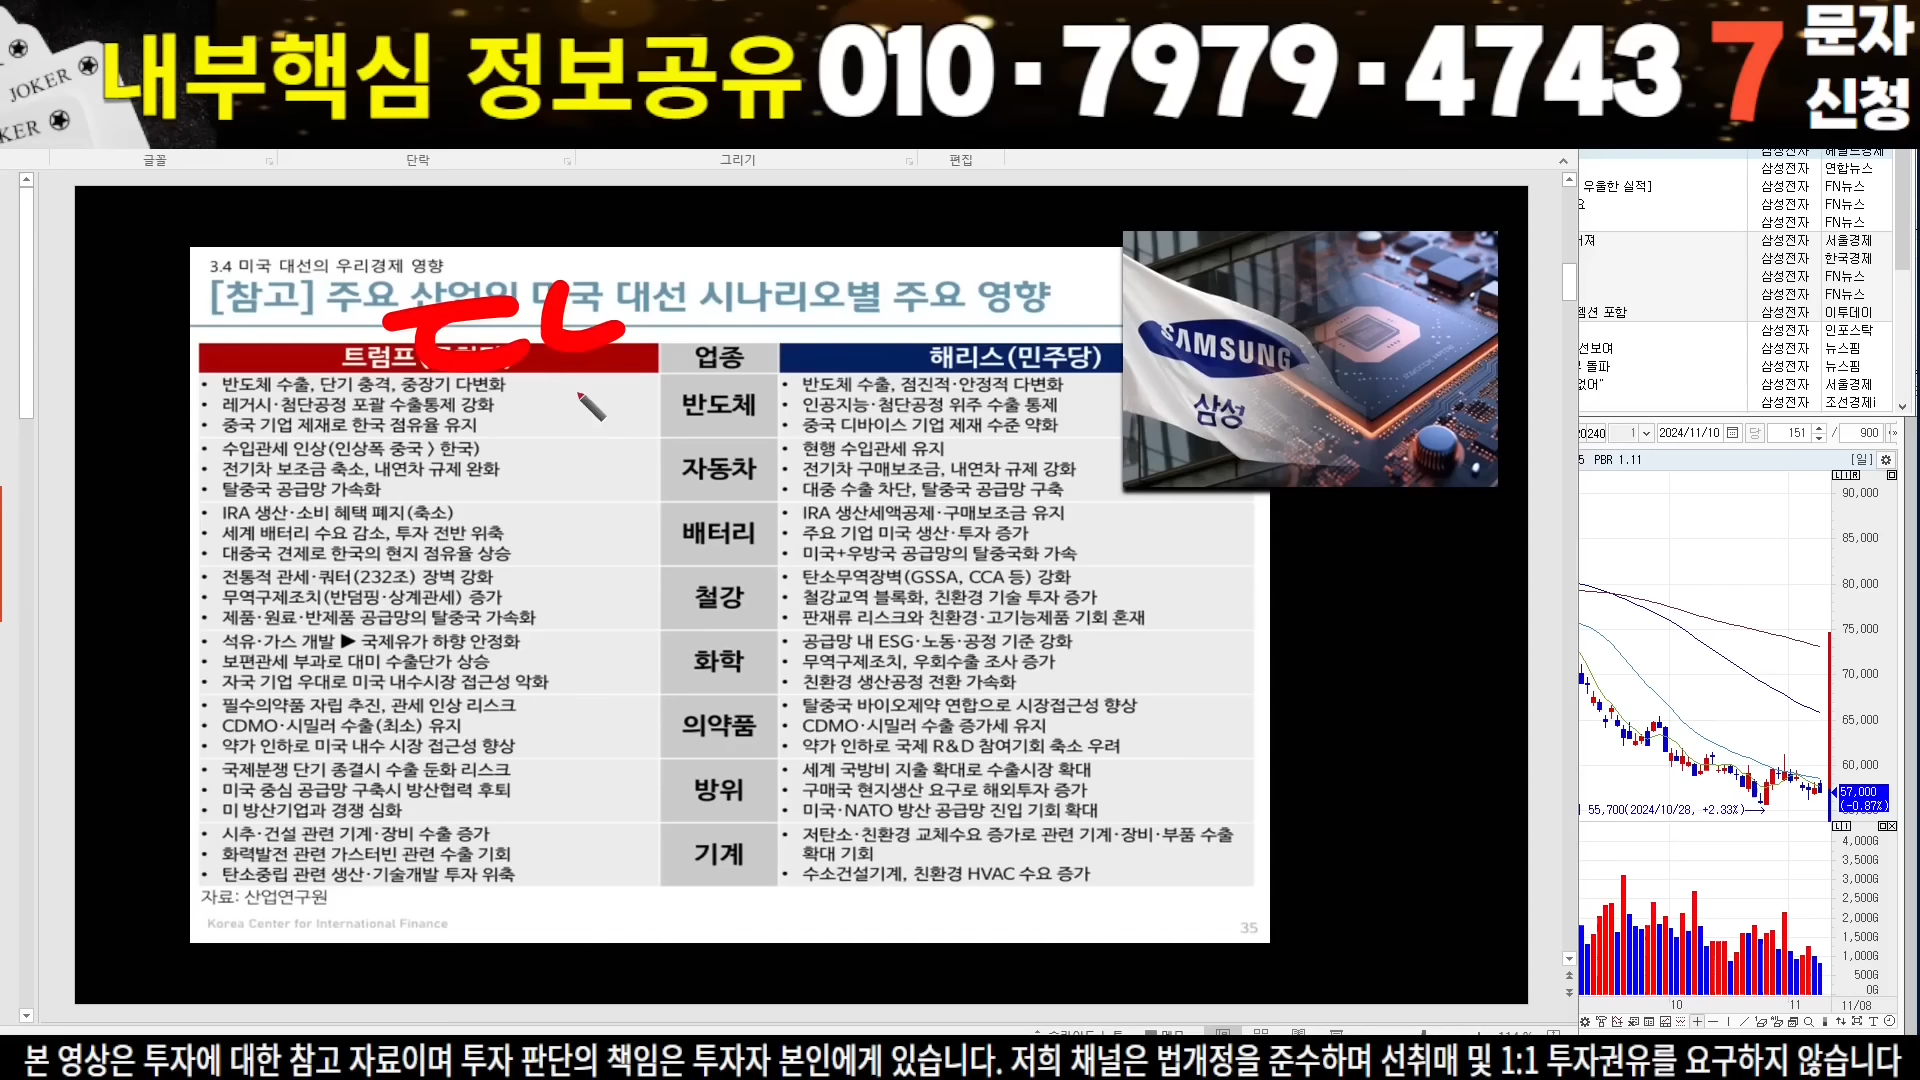 JOKER
내부핵심 정보공유 010-7979-4743 7 문자 신청
글꼴 단락 그리기 편집
3.4 미국 대선의 우리경제 영향
[참고] 주요 산업의 미국 대선 시나리오별 주요 영향
트럼프 업종 해리스(민주당)
• 반도체 수출, 단기 충격, 중장기 다변화
• 레거시·첨단공정 포괄 수출통제 강화
• 중국 기업 제재로 한국 점유율 유지
반도체
• 반도체 수출, 점진적·안정적 다변화
• 인공지능·첨단공정 위주 수출 통제
• 중국 디바이스 기업 제재 수준 약화
• 수입관세 인상(인상폭 중국 > 한국)
• 전기차 보조금 축소, 내연차 규제 완화
• 탈중국 공급망 가속화
자동차
• 현행 수입관세 유지
• 전기차 구매보조금, 내연차 규제 강화
• 대중 수출 차단, 탈중국 공급망 구축
• IRA 생산·소비 혜택 폐지(축소)
• 세계 배터리 수요 감소, 투자 전반 위축
• 대중국 견제로 한국의 현지 점유율 상승
배터리
• IRA 생산세액공제·구매보조금 유지
• 주요 기업 미국 생산·투자 증가
• 미국+우방국 공급망의 탈중국화 가속
• 전통적 관세·쿼터(232조) 장벽 강화
• 무역구제조치(반덤핑·상계관세) 증가
• 제품·원료·반제품 공급망의 탈중국 가속화
철강
• 탄소무역장벽(GSSA, CCA 등) 강화
• 철강교역 블록화, 친환경 기술 투자 증가
• 판재류 리스크와 친환경·고기능제품 기회 혼재
• 석유·가스 개발 ▶ 국제유가 하향 안정화
• 보편관세 부과로 대미 수출단가 상승
• 자국 기업 우대로 미국 내수시장 접근성 악화
화학
• 공급망 내 ESG·노동·공정 기준 강화
• 무역구제조치, 우회수출 조사 증가
• 친환경 생산공정 전환 가속화
• 필수의약품 자립 추진, 관세 인상 리스크
• CDMO·시밀러 수출(최소) 유지
• 약가 인하로 미국 내수 시장 접근성 향상
의약품
• 탈중국 바이오제약 연합으로 시장접근성 향상
• CDMO·시밀러 수출 증가세 유지
• 약가 인하로 국제 R&D 참여기회 축소 우려
• 국제분쟁 단기 종결시 수출 둔화 리스크
• 미국 중심 공급망 구축시 방산협력 후퇴
• 미 방산기업과 경쟁 심화
방위
• 세계 국방비 지출 확대로 수출시장 확대
• 구매국 현지생산 요구로 해외투자 증가
• 미국·NATO 방산 공급망 진입 기회 확대
• 시추·건설 관련 기계·장비 수출 증가
• 화력발전 관련 가스터빈 관련 수출 기회
• 탄소중립 관련 생산·기술개발 투자 위축
기계
• 저탄소·친환경 교체수요 증가로 관련 기계·장비·부품 수출
확대 기회
• 수소건설기계, 친환경 HVAC 수요 증가
자료: 산업연구원
Korea Center for International Finance
35
SAMSUNG
삼성
삼성전자 헤럴드경제
삼성전자 연합뉴스
우울한 실적] 삼성전자 FN뉴스
삼성전자 FN뉴스
삼성전자 FN뉴스
삼성전자 서울경제
삼성전자 한국경제
삼성전자 FN뉴스
삼성전자 FN뉴스
포함 삼성전자 이투데이
삼성전자 인포스탁
선보여 삼성전자 뉴스핌
돌파 삼성전자 뉴스핌
없어" 삼성전자 서울경제
삼성전자 조선경제i
20240 1 2024/11/10 당 151 / 900
5 PBR 1.11 [일]
90,000
85,000
80,000
75,000
70,000
65,000
60,000
57,000
(-0.87%)
55,700(2024/10/28, +2.33%)
4,000G
3,500G
3,000G
2,500G
2,000G
1,500G
1,000G
500G
0G
10 11 11/08
본 영상은 투자에 대한 참고 자료이며 투자 판단의 책임은 투자자 본인에게 있습니다. 저희 채널은 법개정을 준수하며 선취매 및 1:1 투자권유를 요구하지 않습니다